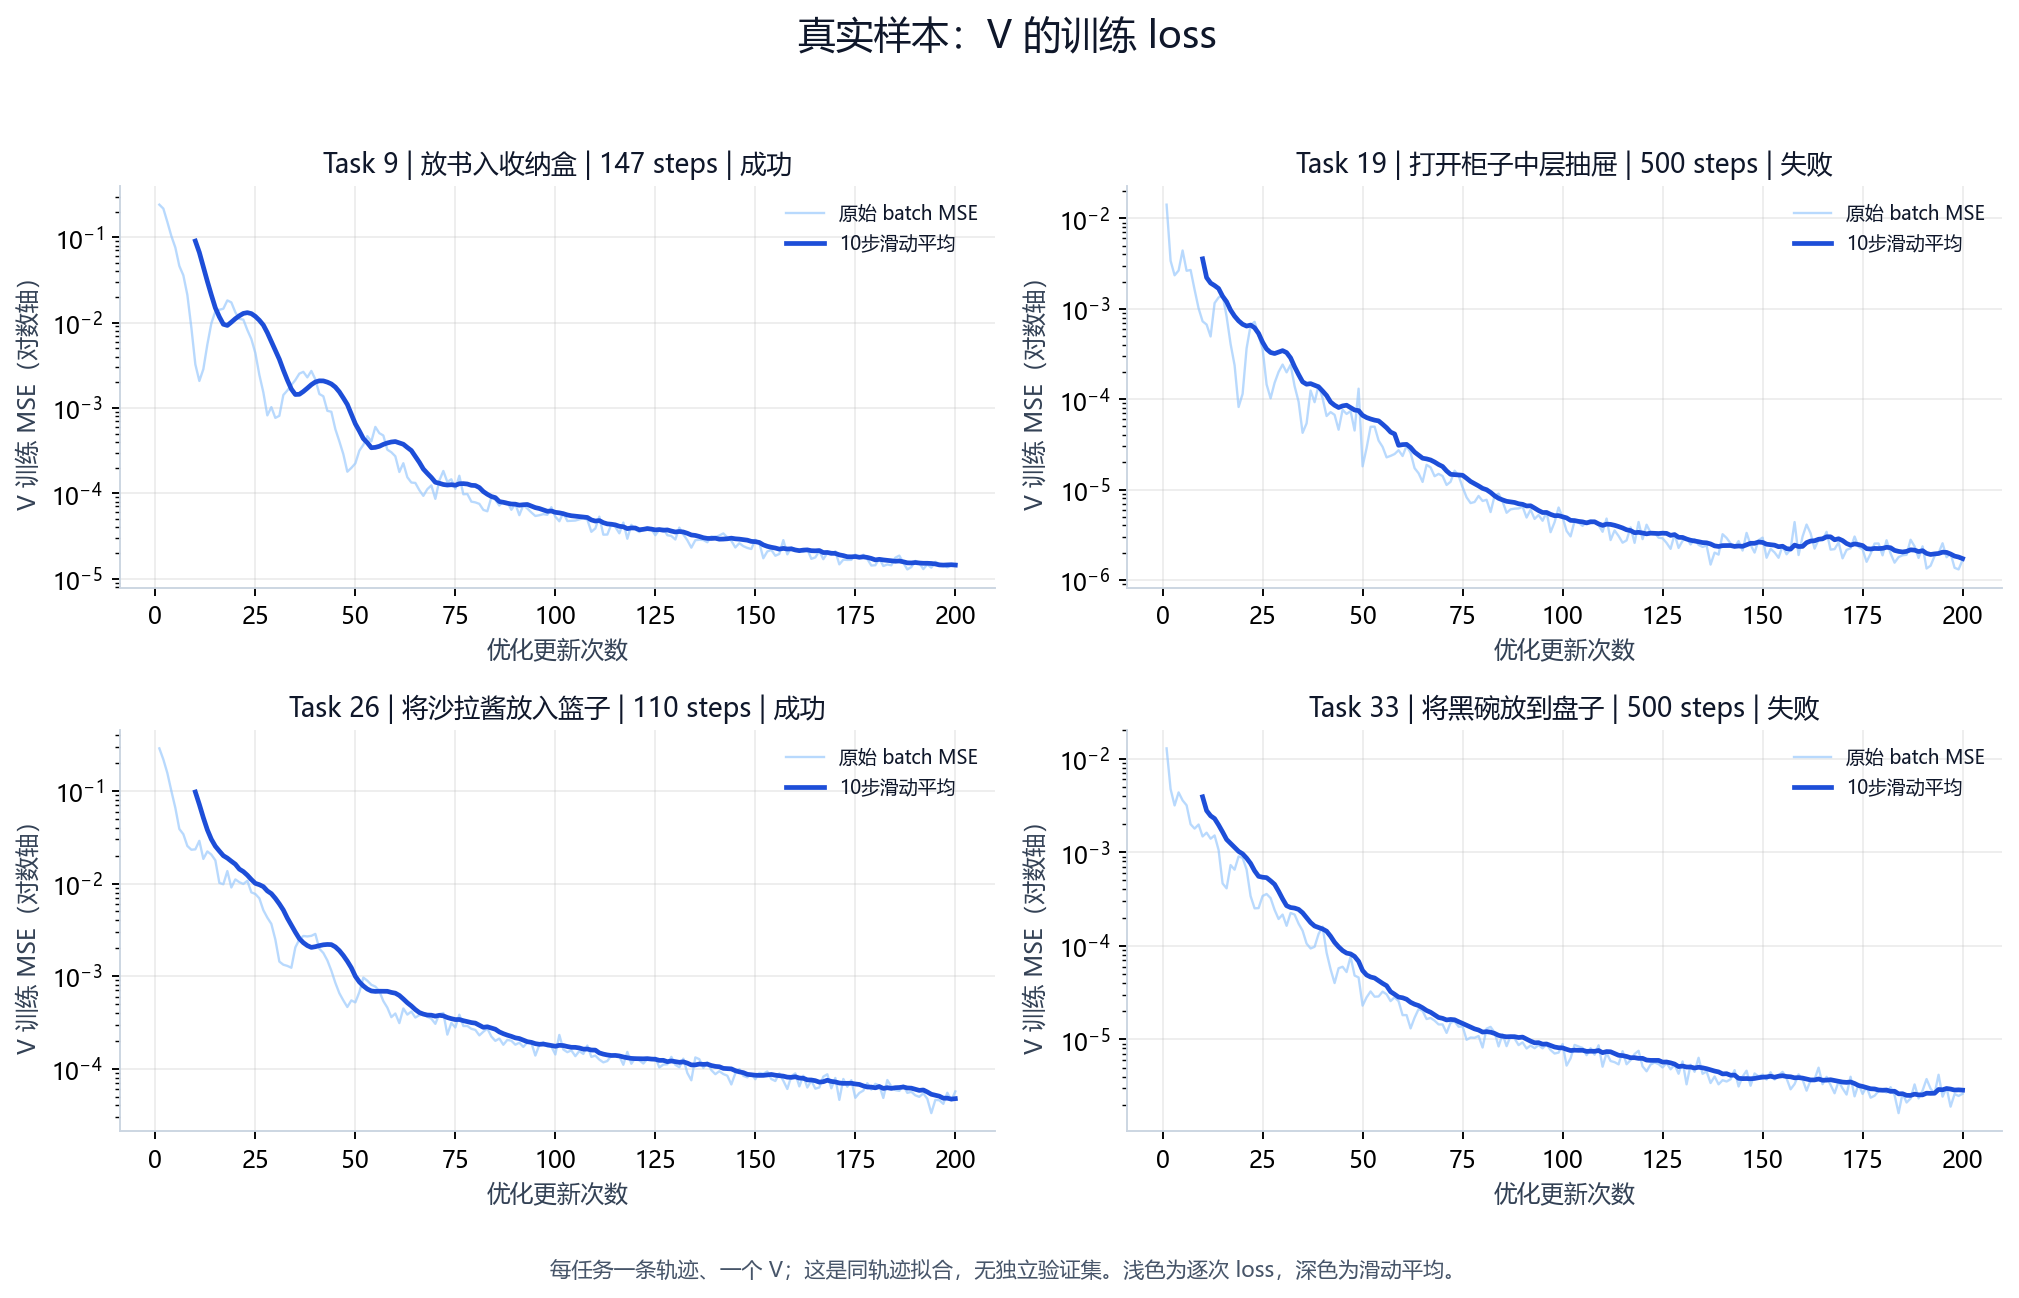 真实样本：V 的训练 loss
Task 9 | 放书入收纳盒 | 147 steps | 成功
原始 batch MSE
10步滑动平均
V 训练 MSE（对数轴）
10⁻¹
10⁻²
10⁻³
10⁻⁴
10⁻⁵
0 25 50 75 100 125 150 175 200
优化更新次数
Task 19 | 打开柜子中层抽屉 | 500 steps | 失败
原始 batch MSE
10步滑动平均
V 训练 MSE（对数轴）
10⁻²
10⁻³
10⁻⁴
10⁻⁵
10⁻⁶
0 25 50 75 100 125 150 175 200
优化更新次数
Task 26 | 将沙拉酱放入篮子 | 110 steps | 成功
原始 batch MSE
10步滑动平均
V 训练 MSE（对数轴）
10⁻¹
10⁻²
10⁻³
10⁻⁴
0 25 50 75 100 125 150 175 200
优化更新次数
Task 33 | 将黑碗放到盘子 | 500 steps | 失败
原始 batch MSE
10步滑动平均
V 训练 MSE（对数轴）
10⁻²
10⁻³
10⁻⁴
10⁻⁵
0 25 50 75 100 125 150 175 200
优化更新次数
每任务一条轨迹、一个 V；这是同轨迹拟合，无独立验证集。浅色为逐次 loss，深色为滑动平均。